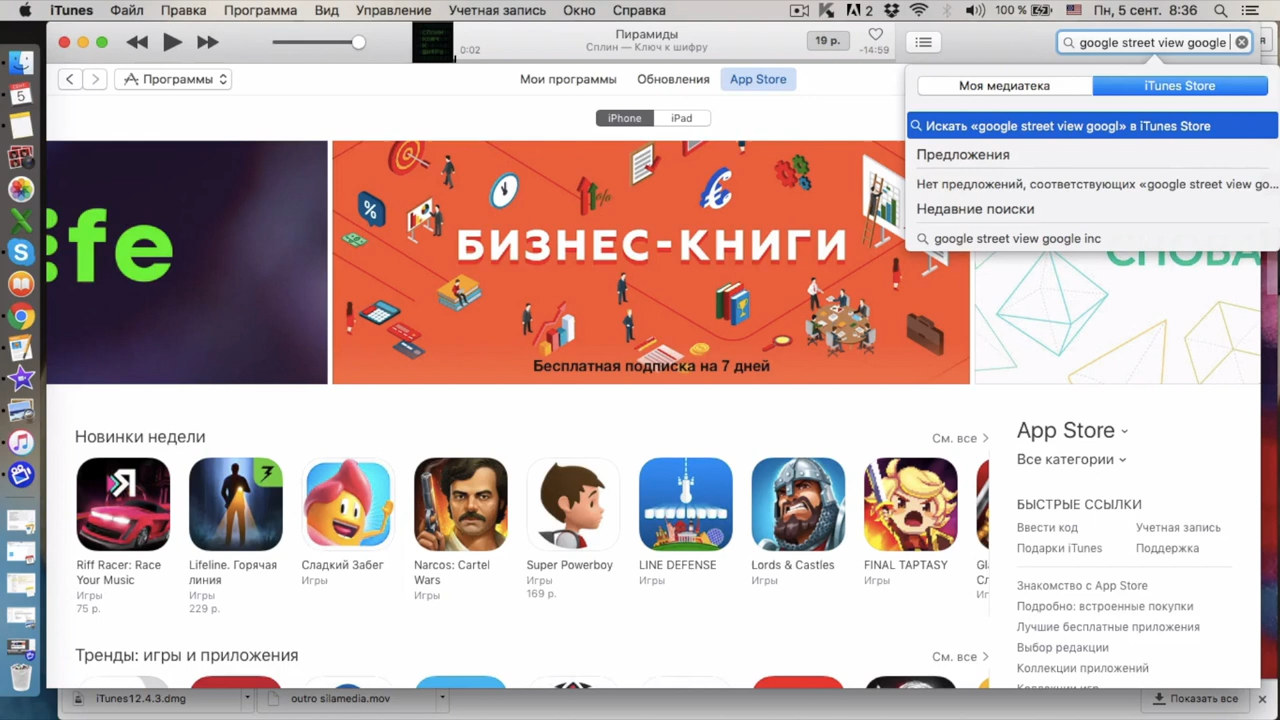 iTunes Файл Правка Программа Вид Управление Учетная запись Окно Справка
2 100 % Пн, 5 сент. 8:36
Пирамиды
Сплин — Ключ к шифру
0:02
19 р.
-14:59
google street view googl
Программы
Мои программы Обновления App Store
iPhone iPad
Моя медиатека iTunes Store
Искать «google street view googl» в iTunes Store
Предложения
Нет предложений, соответствующих «google street view go...
Недавние поиски
google street view google inc
:fe
БИЗНЕС-КНИГИ
Бесплатная подписка на 7 дней
Новинки недели
См. все
Riff Racer: Race
Your Music
Игры
75 р.
Lifeline. Горячая
линия
Игры
229 р.
Сладкий Забег
Игры
Narcos: Cartel
Wars
Игры
Super Powerboy
Игры
169 р.
LINE DEFENSE
Игры
Lords & Castles
Игры
FINAL TAPTASY
Игры
App Store
Все категории
БЫСТРЫЕ ССЫЛКИ
Ввести код Учетная запись
Подарки iTunes Поддержка
Знакомство с App Store
Подробно: встроенные покупки
Лучшие бесплатные приложения
Выбор редакции
Коллекции приложений
Тренды: игры и приложения
См. все
iTunes12.4.3.dmg
outro silamedia.mov
Показать все